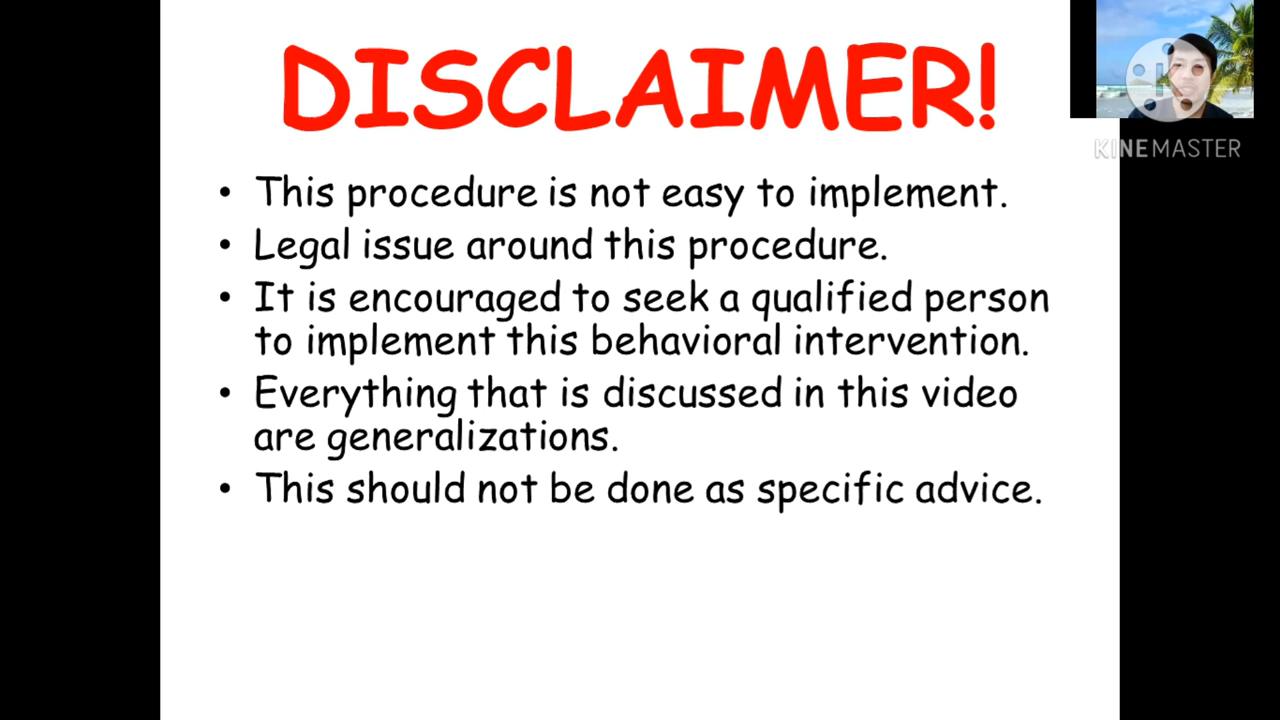 DISCLAIMER!
• This procedure is not easy to implement.
• Legal issue around this procedure.
• It is encouraged to seek a qualified person
to implement this behavioral intervention.
• Everything that is discussed in this video
are generalizations.
• This should not be done as specific advice.
K
KINEMASTER